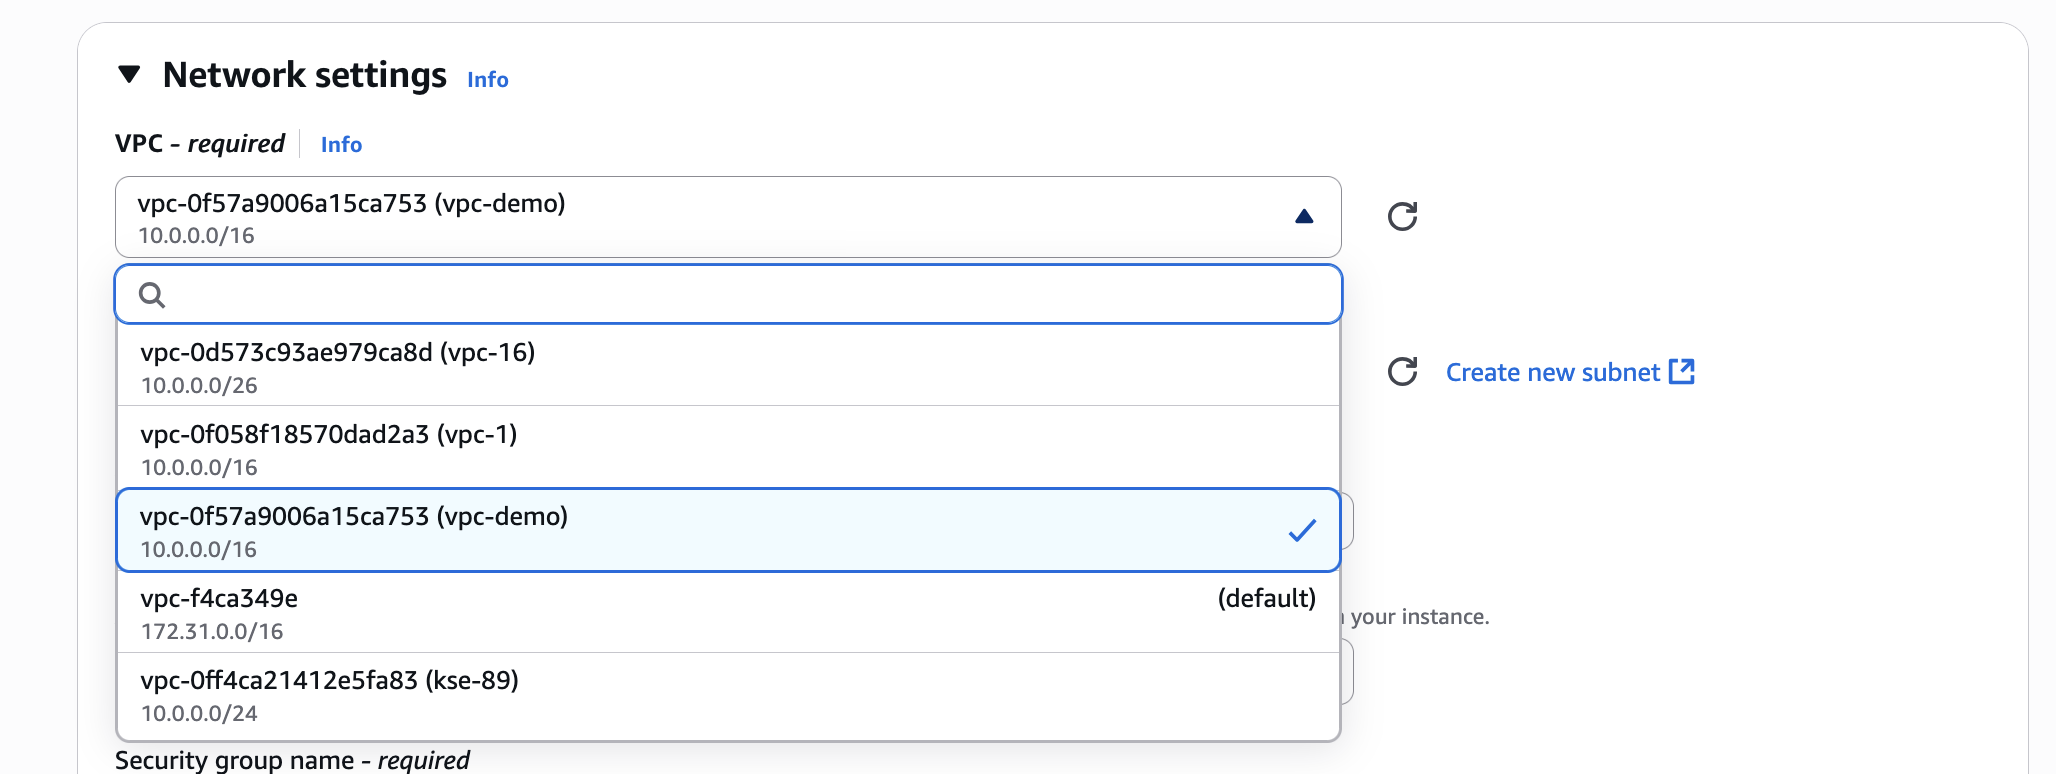 Network settings Info
VPC - required Info
vpc-0f57a9006a15ca753 (vpc-demo)
10.0.0.0/16
vpc-0d573c93ae979ca8d (vpc-16)
10.0.0.0/26
Create new subnet
vpc-0f058f18570dad2a3 (vpc-1)
10.0.0.0/16
vpc-0f57a9006a15ca753 (vpc-demo)
10.0.0.0/16
vpc-f4ca349e (default)
172.31.0.0/16
your instance.
vpc-0ff4ca21412e5fa83 (kse-89)
10.0.0.0/24
Security group name - required